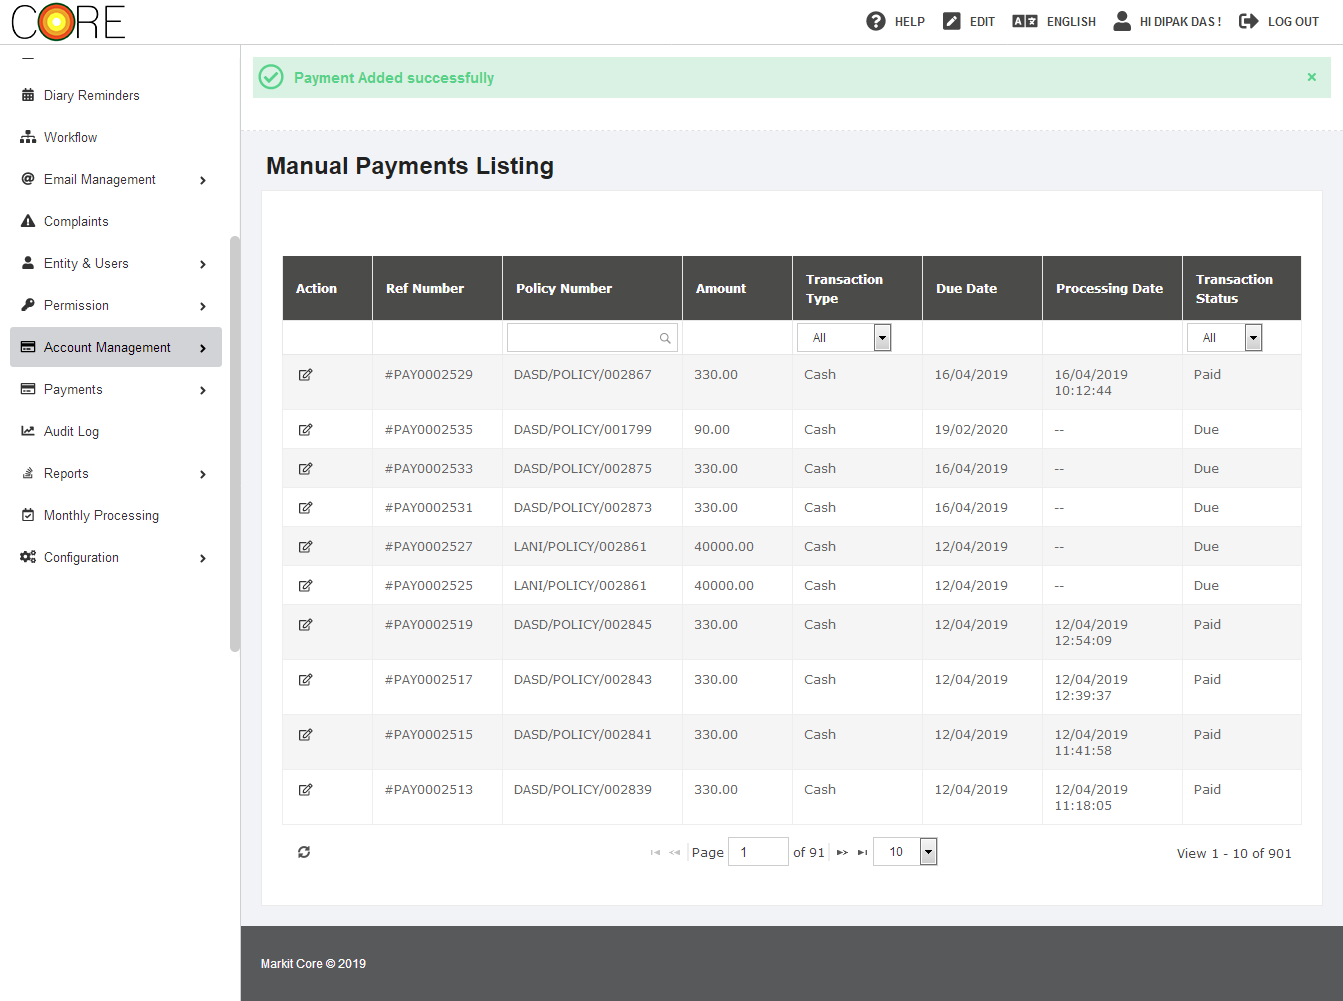 CORE
HELP
EDIT
ENGLISH
HI DIPAK DAS !
LOG OUT
Diary Reminders
Workflow
Email Management
Complaints
Entity & Users
Permission
Account Management
Payments
Audit Log
Reports
Monthly Processing
Configuration
Payment Added successfully
×
Manual Payments Listing
Action Ref Number Policy Number Amount Transaction Type Due Date Processing Date Transaction Status
All All
#PAY0002529 DASD/POLICY/002867 330.00 Cash 16/04/2019 16/04/2019 10:12:44 Paid
#PAY0002535 DASD/POLICY/001799 90.00 Cash 19/02/2020 -- Due
#PAY0002533 DASD/POLICY/002875 330.00 Cash 16/04/2019 -- Due
#PAY0002531 DASD/POLICY/002873 330.00 Cash 16/04/2019 -- Due
#PAY0002527 LANI/POLICY/002861 40000.00 Cash 12/04/2019 -- Due
#PAY0002525 LANI/POLICY/002861 40000.00 Cash 12/04/2019 -- Due
#PAY0002519 DASD/POLICY/002845 330.00 Cash 12/04/2019 12/04/2019 12:54:09 Paid
#PAY0002517 DASD/POLICY/002843 330.00 Cash 12/04/2019 12/04/2019 12:39:37 Paid
#PAY0002515 DASD/POLICY/002841 330.00 Cash 12/04/2019 12/04/2019 11:41:58 Paid
#PAY0002513 DASD/POLICY/002839 330.00 Cash 12/04/2019 12/04/2019 11:18:05 Paid
Page 1 of 91 10 View 1 - 10 of 901
Markit Core © 2019